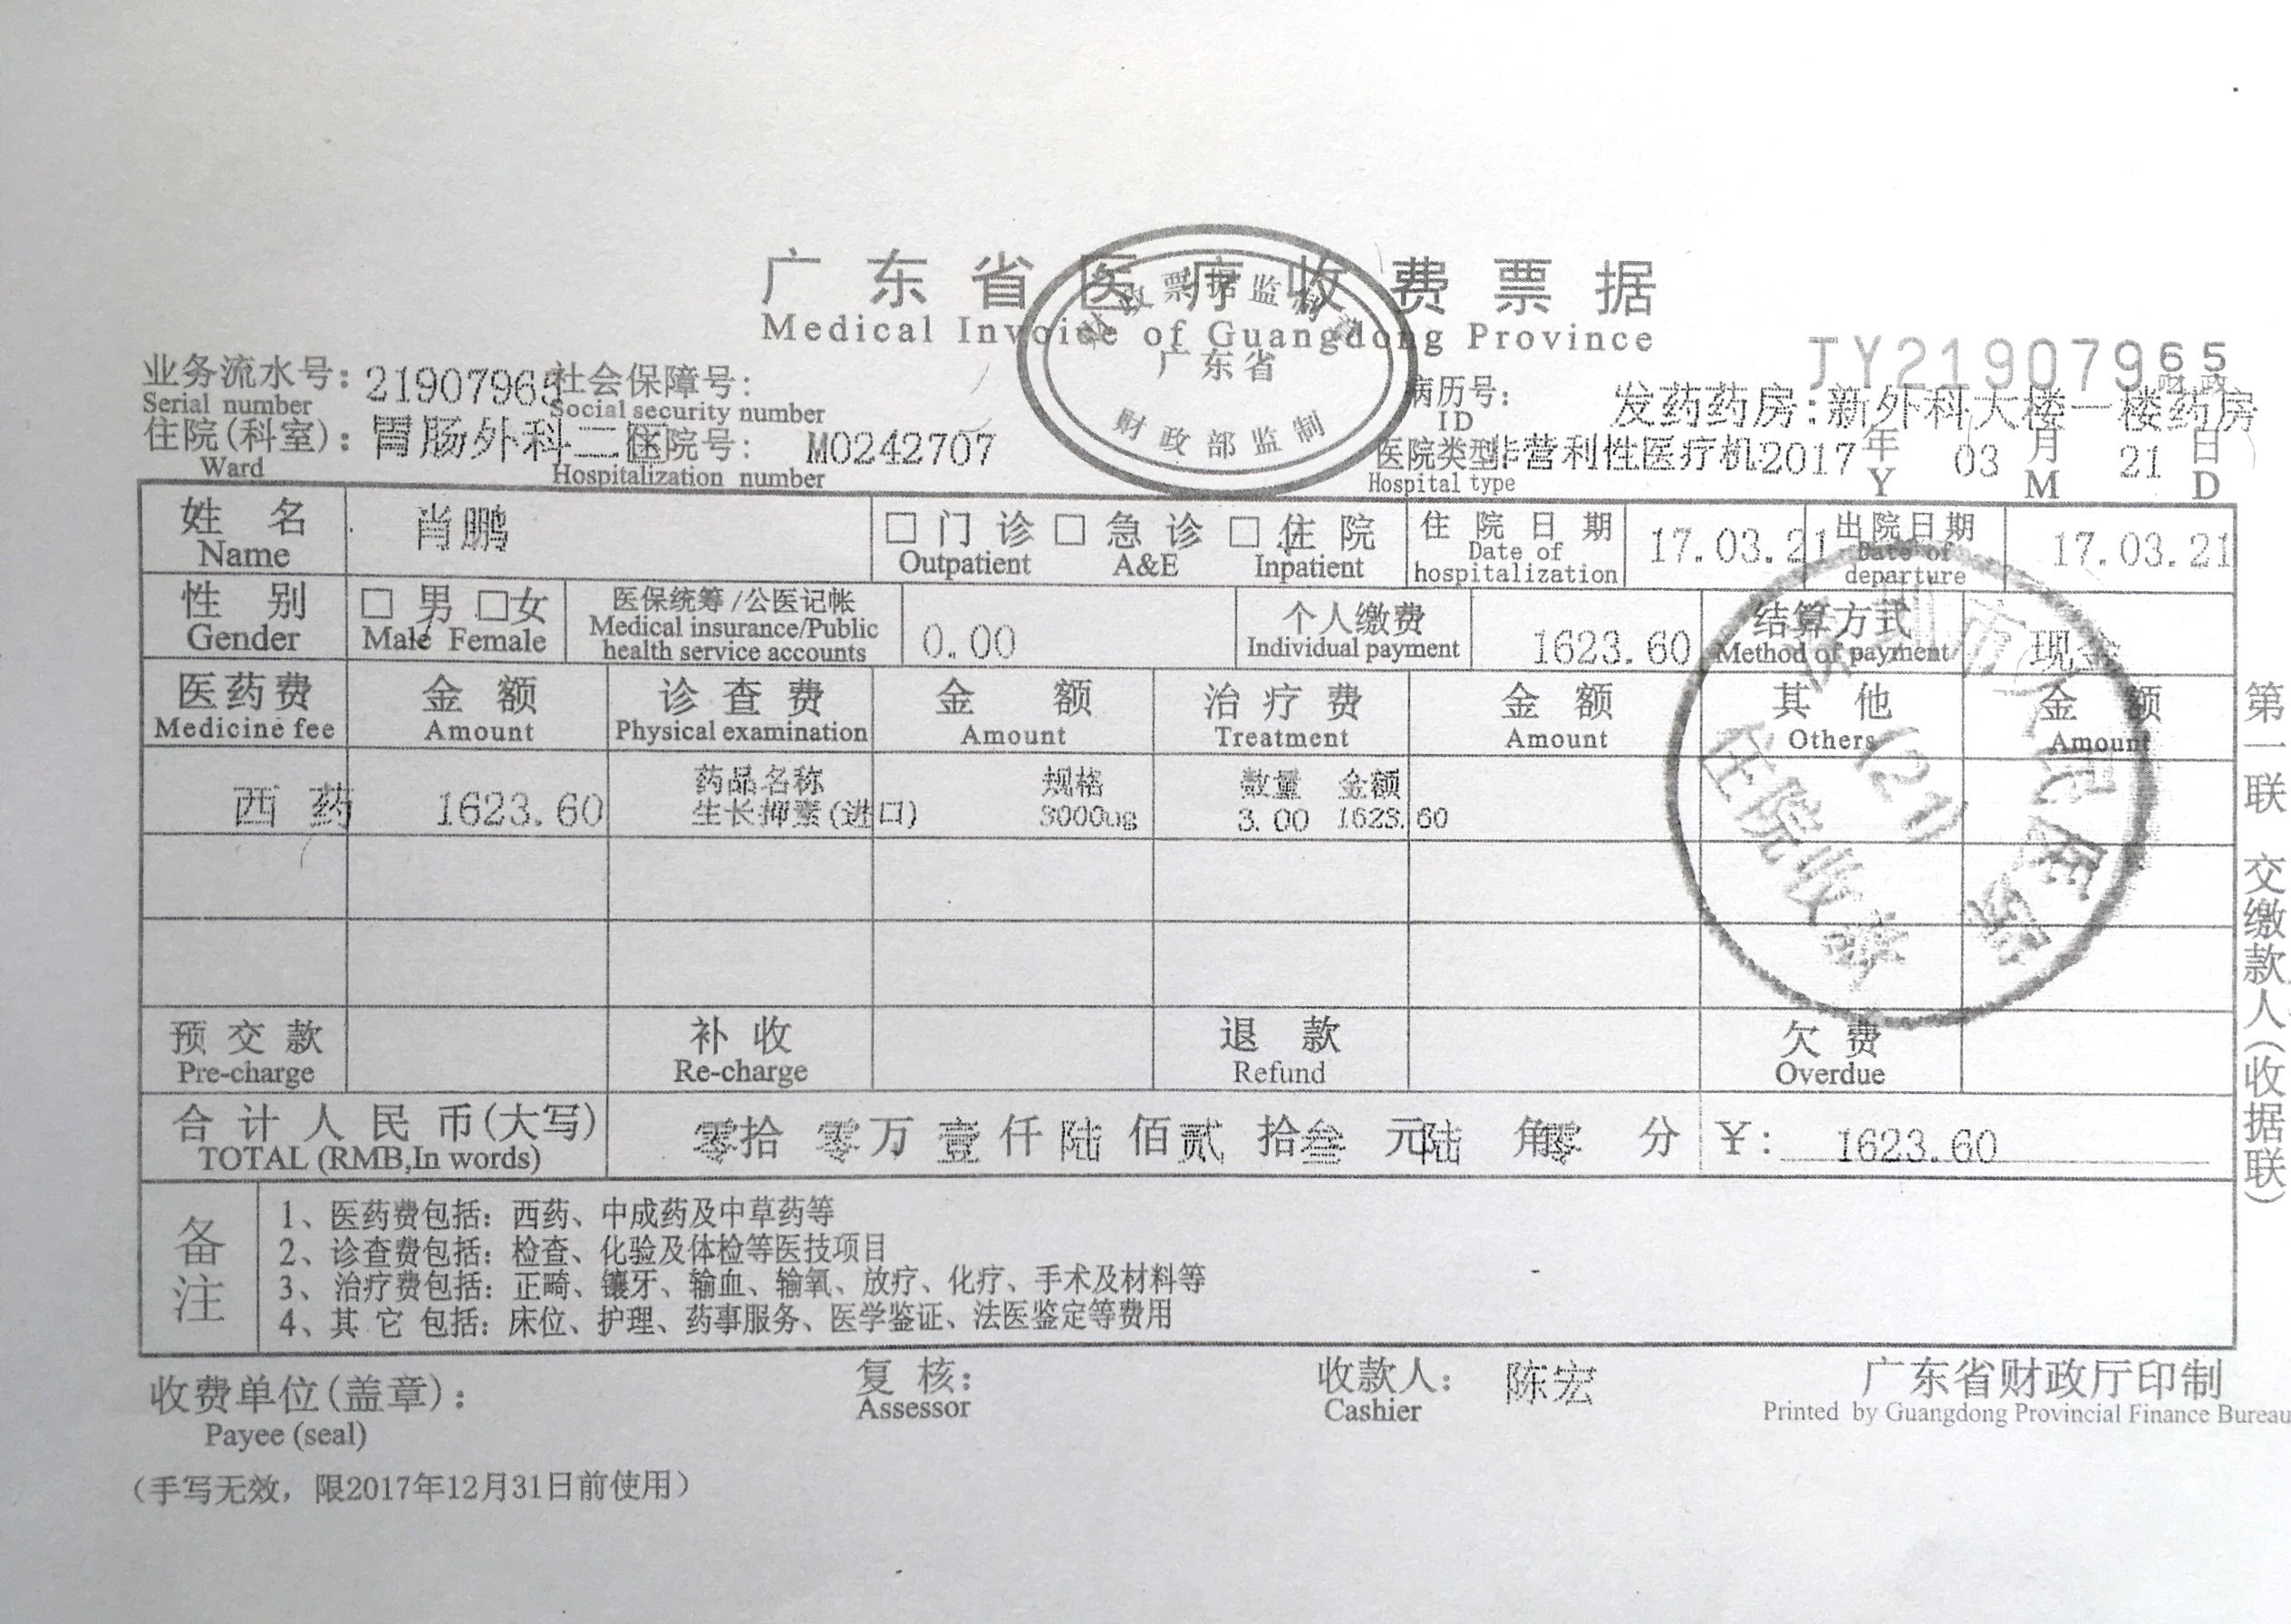 广东省医疗收费票据
Medical Invoice of Guangdong Province
财政票据监制章
广东省
财政部监制
JY21907965
业务流水号: 21907965 社会保障号: 病历号: 发药药房:新外科大楼一楼药房
Serial number Social security number ID
住院(科室): 胃肠外科二区 住院号: M0242707 医院类型 非营利性医疗机 2017 年 03 月 21 日
Ward Hospitalization number Hospital type Y M D
姓名 肖鹏 □门诊 □急诊 □住院 住院日期 17.03.21 出院日期 17.03.21
Name Outpatient A&E Inpatient Date of hospitalization Date of departure
性别 □男 □女 医保统筹/公医记帐 0.00 个人缴费 1623.60 结算方式 现金
Gender Male Female Medical insurance/Public health service accounts Individual payment Method of payment
医药费 金额 诊查费 金额 治疗费 金额 其他 金额
Medicine fee Amount Physical examination Amount Treatment Amount Others Amount
药品名称 规格 数量 金额
西药 1623.60 生长抑素(进口) 3000ug 3.00 1623.60
预交款 补收 退款 欠费
Pre-charge Re-charge Refund Overdue
合计人民币(大写) 零拾零万壹仟陆佰贰拾叁元陆角零分 ¥: 1623.60
TOTAL (RMB,In words)
备注
1、医药费包括:西药、中成药及中草药等
2、诊查费包括:检查、化验及体检等医技项目
3、治疗费包括:正畸、镶牙、输血、输氧、放疗、化疗、手术及材料等
4、其它包括:床位、护理、药事服务、医学鉴证、法医鉴定等费用
收费单位(盖章): 复核: 收款人: 陈宏 广东省财政厅印制
Payee (seal) Assessor Cashier Printed by Guangdong Provincial Finance Bureau
(手写无效,限2017年12月31日前使用)
第一联 交缴款人(收据联)
市人民医院
(21)
住院收费